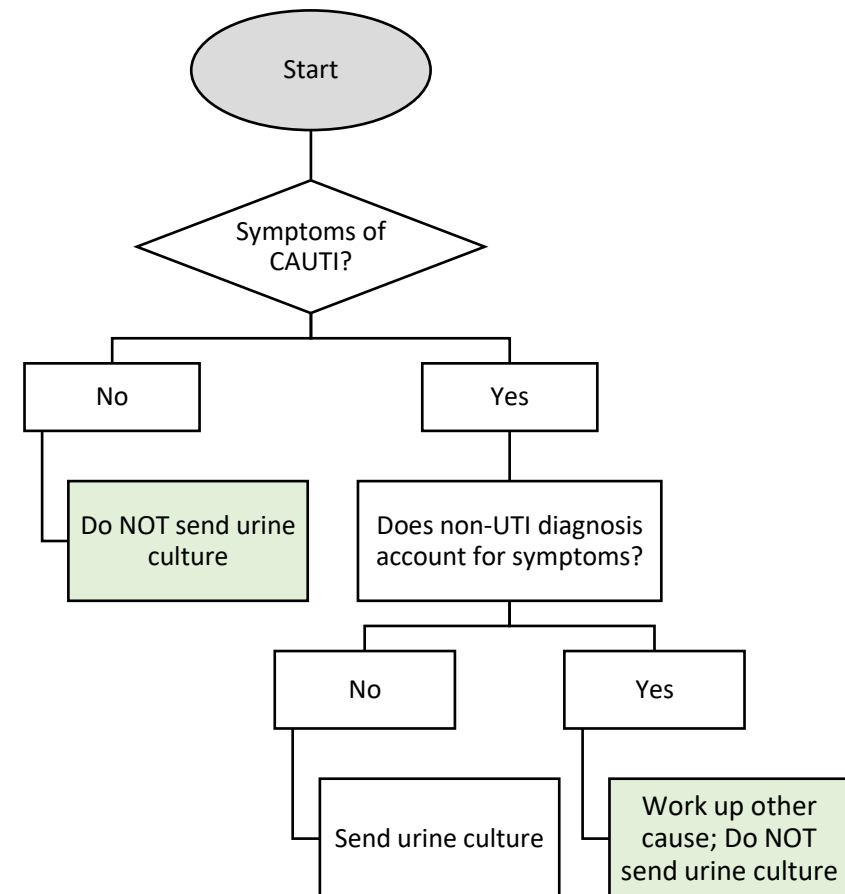 Start
Symptoms of
CAUTI?
No
Yes
Do NOT send urine
culture
Does non-UTI diagnosis
account for symptoms?
No
Yes
Send urine culture
Work up other
cause; Do NOT
send urine culture